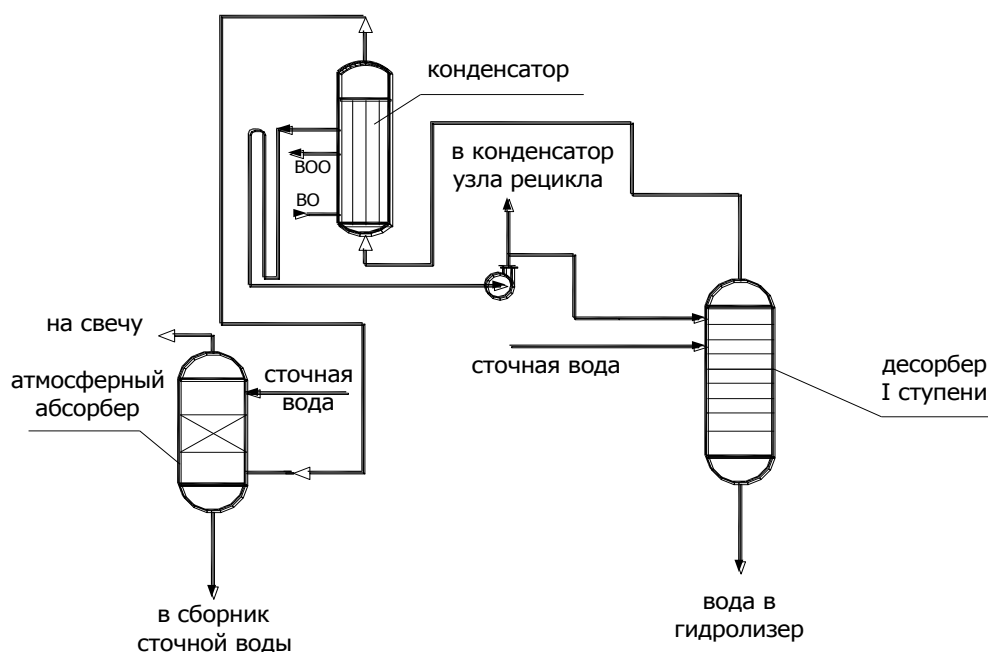 конденсатор
в конденсатор
узла рецикла
ВОО
ВО
на свечу
атмосферный
абсорбер
сточная
вода
сточная вода
десорбер
I ступени
в сборник
сточной воды
вода в
гидролизер